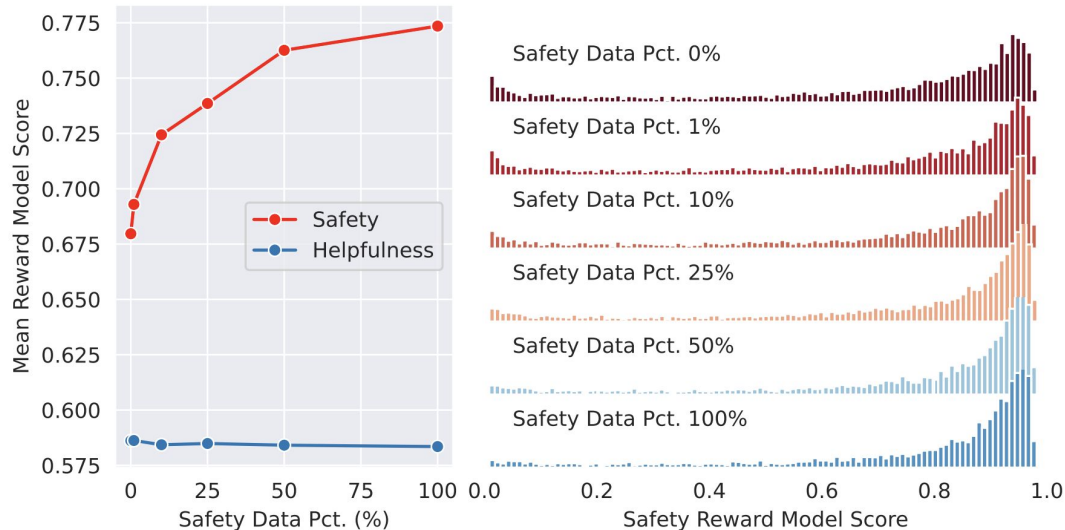 0.775
0.750
0.725
0.700
0.675
0.650
0.625
0.600
0.575
Mean Reward Model Score
Safety
Helpfulness
0
25
50
75
100
Safety Data Pct. (%)
Safety Data Pct. 0%
Safety Data Pct. 1%
Safety Data Pct. 10%
Safety Data Pct. 25%
Safety Data Pct. 50%
Safety Data Pct. 100%
0.0
0.2
0.4
0.6
0.8
1.0
Safety Reward Model Score